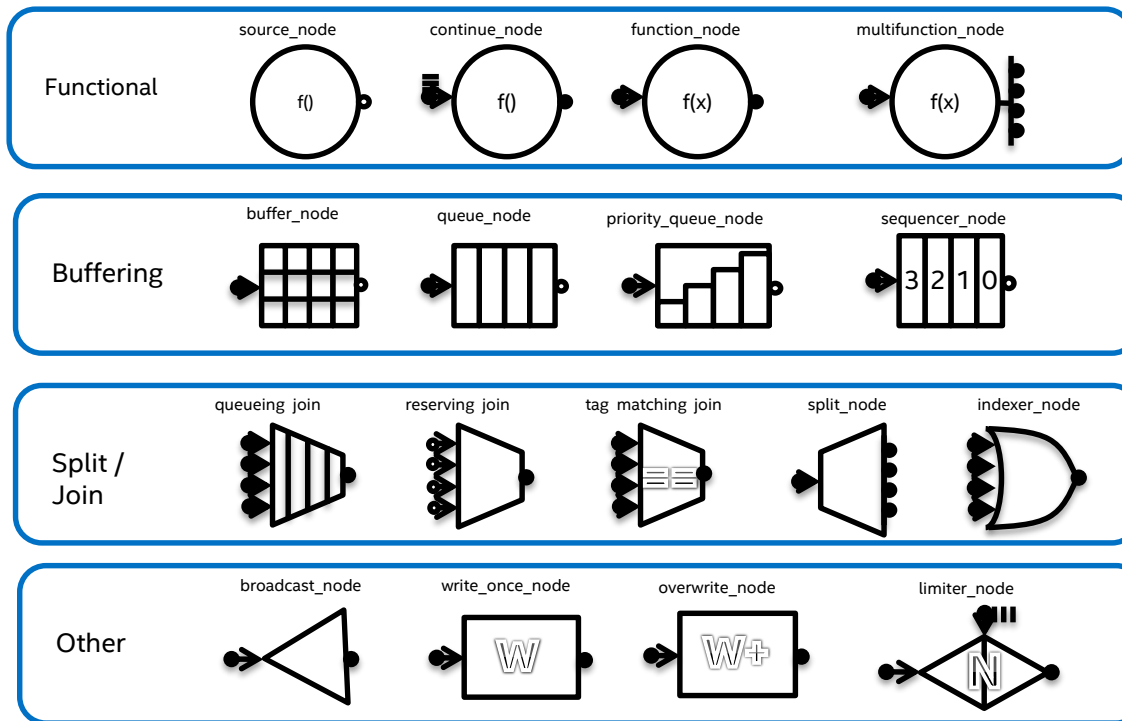 source_node
continue_node
function_node
multifunction_node
Functional
f()
f()
f(x)
f(x)
buffer_node
queue_node
priority_queue_node
sequencer_node
Buffering
3 2 1 0
queueing join
reserving join
tag matching join
split_node
indexer_node
Split /
Join
==
broadcast_node
write_once_node
overwrite_node
limiter_node
Other
W
W+
N